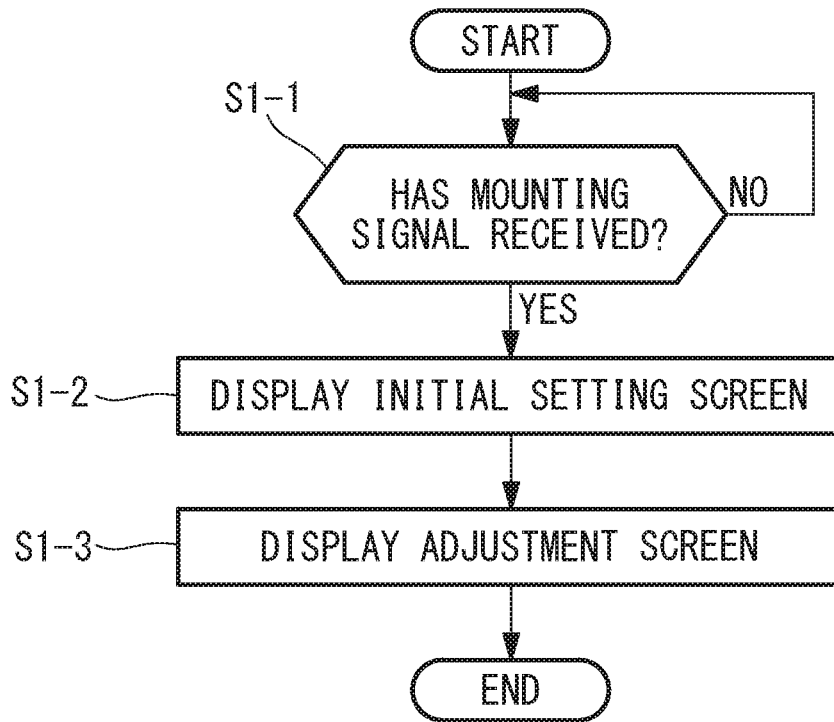 START
S1-1
HAS MOUNTING
SIGNAL RECEIVED?
NO
YES
S1-2
DISPLAY INITIAL SETTING SCREEN
S1-3
DISPLAY ADJUSTMENT SCREEN
END